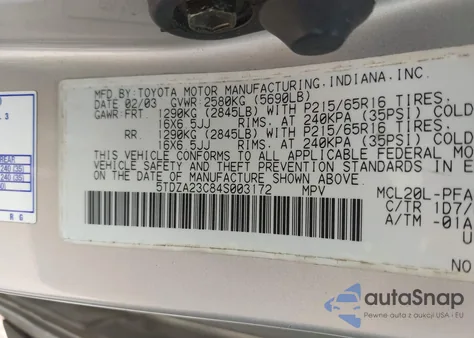 MFD. BY: TOYOTA MOTOR MANUFACTURING, INDIANA, INC.
DATE 02/03 GVWR: 2580KG (5690LB)
GAWR: FRT. 1290KG (2845LB) WITH P215/65R16 TIRES.
16X6.5JJ RIMS. AT 240KPA (35PSI) COLD
RR 1290KG (2845LB) WITH P215/65R16 TIRES.
16X6.5JJ RIMS. AT 240KPA (35PSI) COLD
THIS VEHICLE CONFORMS TO ALL APPLICABLE FEDERAL MO
VEHICLE SAFETY AND THEFT PREVENTION STANDARDS IN E
ON THE DATE OF MANUFACTURE SHOWN ABOVE.
5TDZA23C84S003172 MPV
MCL20L-PFA
C/TR 1D7/
A/TM -01A
U
NO
R G
autoSnap
Pewne auta z aukcji USA i EU